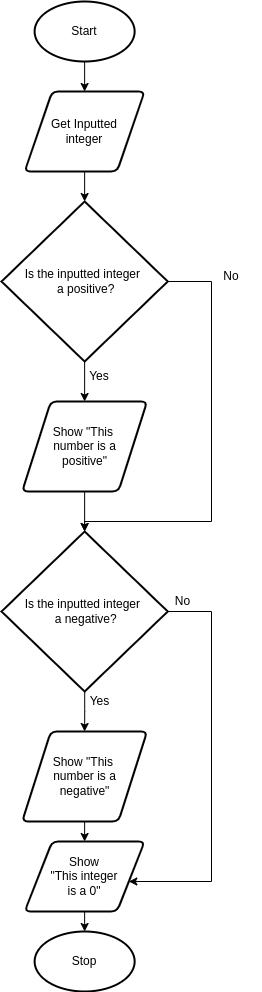 Start
Get Inputted
integer
Is the inputted integer
a positive?
No
Yes
Show "This
number is a
positive"
Is the inputted integer
a negative?
No
Yes
Show "This
number is a
negative"
Show
"This integer
is a 0"
Stop